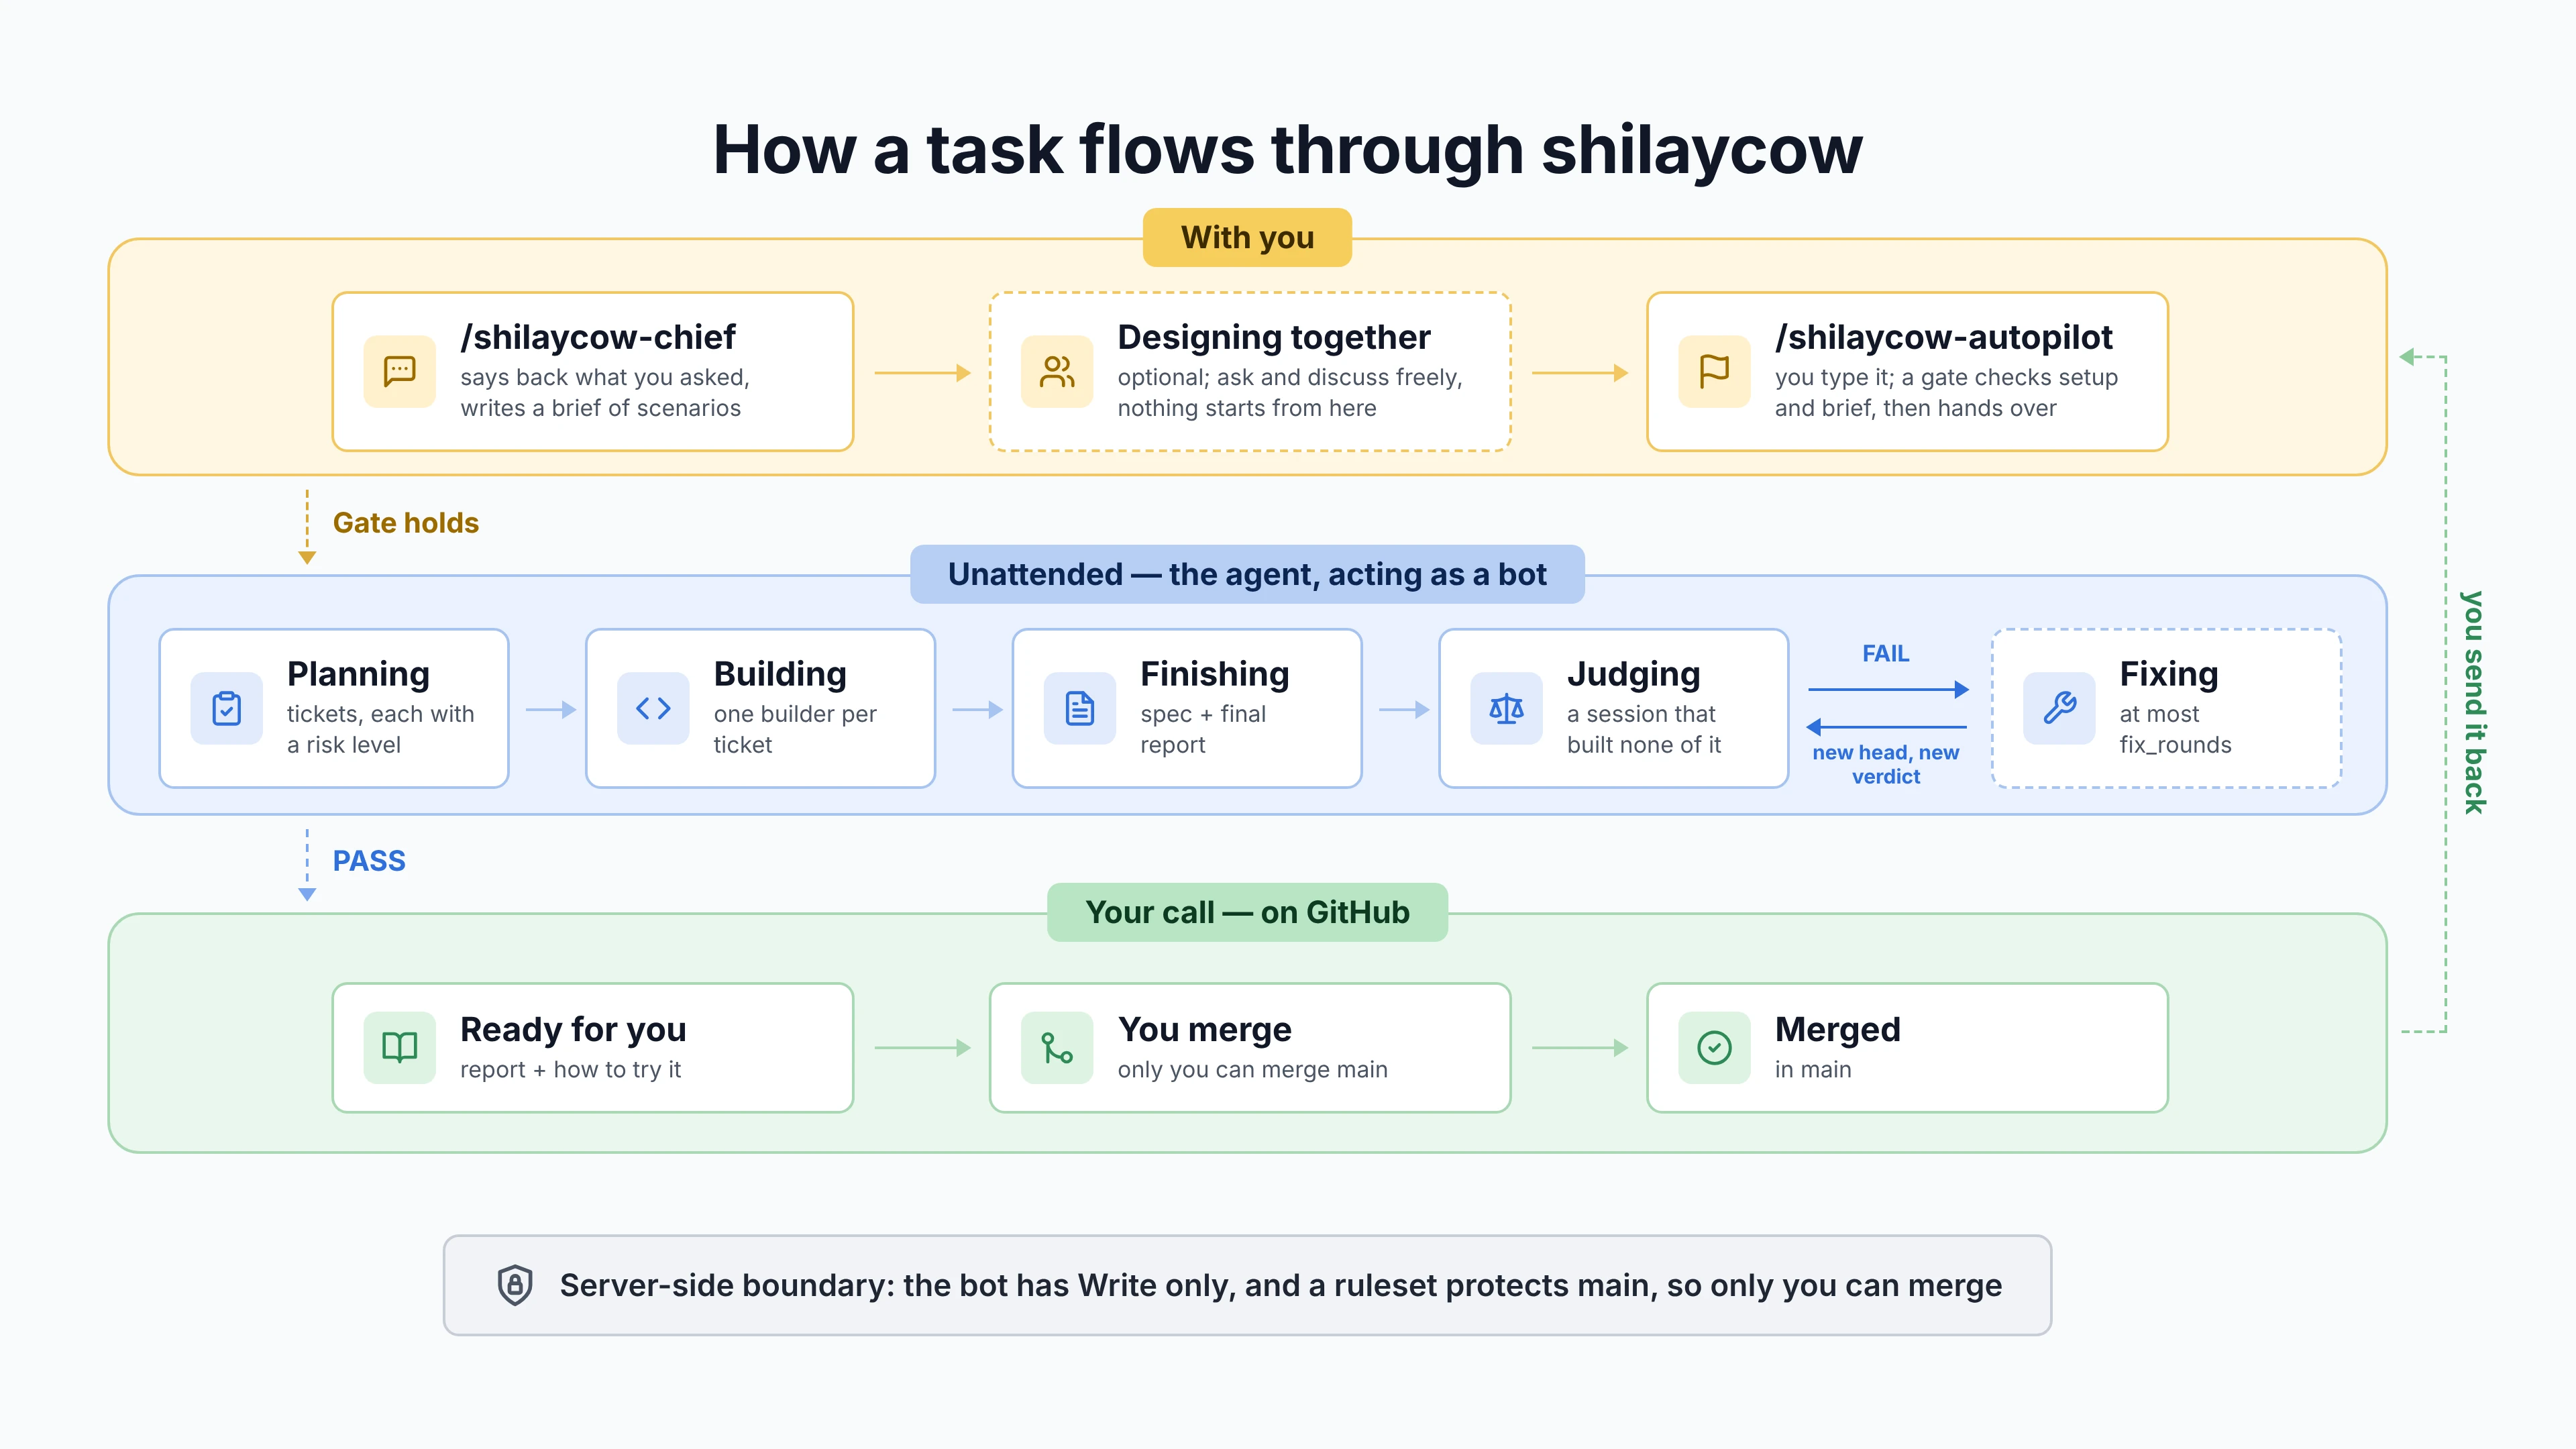 How a task flows through shilaycow
With you
/shilaycow-chief
says back what you asked,
writes a brief of scenarios
Designing together
optional; ask and discuss freely,
nothing starts from here
/shilaycow-autopilot
you type it; a gate checks setup
and brief, then hands over
Gate holds
Unattended — the agent, acting as a bot
Planning
tickets, each with
a risk level
Building
one builder per
ticket
Finishing
spec + final
report
Judging
a session that
built none of it
FAIL
new head, new
verdict
Fixing
at most
fix_rounds
you send it back
PASS
Your call — on GitHub
Ready for you
report + how to try it
You merge
only you can merge main
Merged
in main
Server-side boundary: the bot has Write only, and a ruleset protects main, so only you can merge